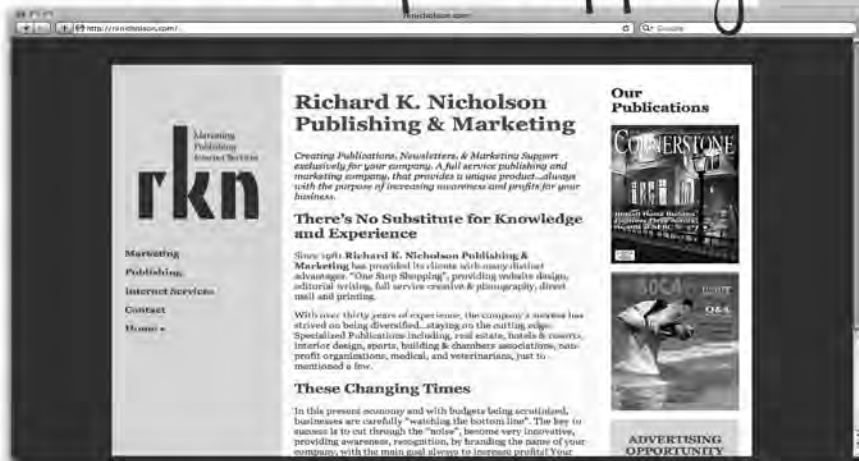 rknicholson.com
http://rknicholson.com/
Google
Marketing
Publishing
Internet Services
rkn
Marketing
Publishing
Internet Services
Contact
Home
Richard K. Nicholson
Publishing & Marketing
Creating Publications, Newsletters, & Marketing Support
exclusively for your company. A full service publishing and
marketing company, that provides a unique product...always
with the purpose of increasing awareness and profits for your
business.
There's No Substitute for Knowledge
and Experience
Since 1981 Richard K. Nicholson Publishing &
Marketing has provided its clients with many distinct
advantages. "One Stop Shopping", providing website design,
editorial writing, full service creative & photography, direct
mail and printing.
With over thirty years of experience, the company's success has
strived on being diversified...staying on the cutting edge.
Specialized Publications including, real estate, hotels & resorts,
interior design, sports, building & chambers associations, non-
profit organizations, medical, and veterinarians, just to
mentioned a few.
These Changing Times
In this present economy and with budgets being scrutinized,
businesses are carefully "watching the bottom line". The key to
success is to cut through the "noise", become very innovative,
providing awareness, recognition, by branding the name of your
company, with the main goal always to increase profits! Your
Our
Publications
CORNERSTONE
BOCA
Q&A
ADVERTISING
OPPORTUNITY